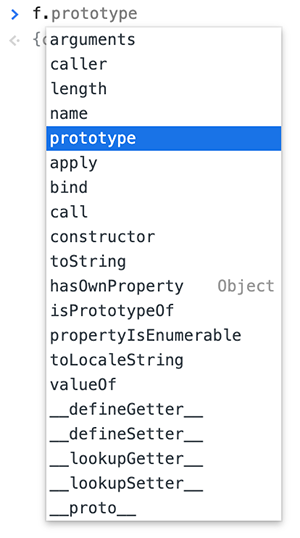 > f.prototype
{c
arguments
caller
length
name
prototype
apply
bind
call
constructor
toString
hasOwnProperty Object
isPrototypeOf
propertyIsEnumerable
toLocaleString
valueOf
__defineGetter__
__defineSetter__
__lookupGetter__
__lookupSetter__
__proto__